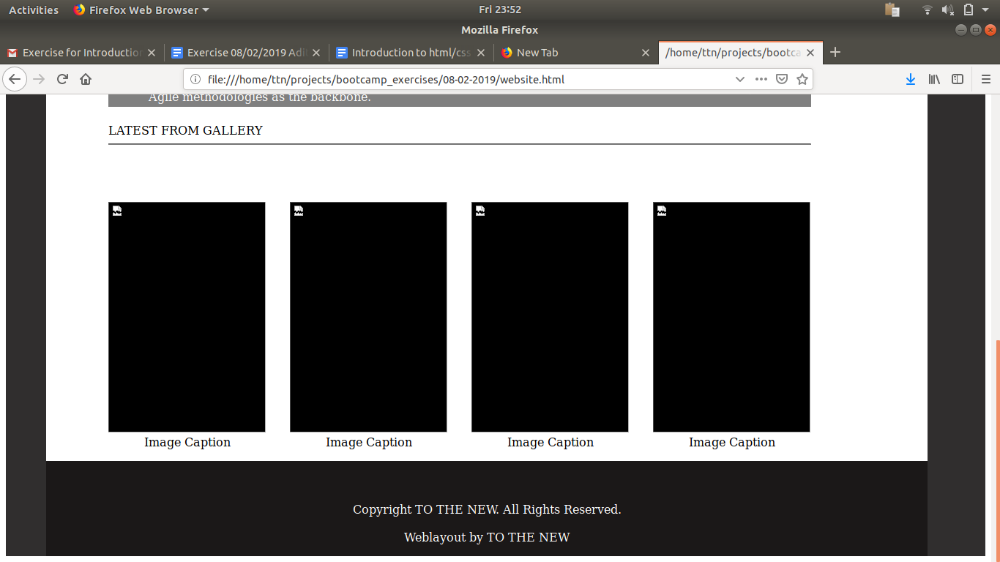 Activities Firefox Web Browser Fri 23:52
Mozilla Firefox
Exercise for Introduction Exercise 08/02/2019 Adi Introduction to html/css New Tab /home/ttn/projects/bootca
file:///home/ttn/projects/bootcamp_exercises/08-02-2019/website.html
Agile methodologies as the backbone.
LATEST FROM GALLERY
Image Caption Image Caption Image Caption Image Caption
Copyright TO THE NEW. All Rights Reserved.
Weblayout by TO THE NEW